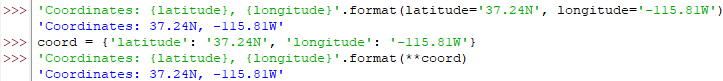 >>> 'Coordinates: {latitude}, {longitude}'.format(latitude='37.24N', longitude='-115.81W')
'Coordinates: 37.24N, -115.81W'
>>> coord = {'latitude': '37.24N', 'longitude': '-115.81W'}
>>> 'Coordinates: {latitude}, {longitude}'.format(**coord)
'Coordinates: 37.24N, -115.81W'